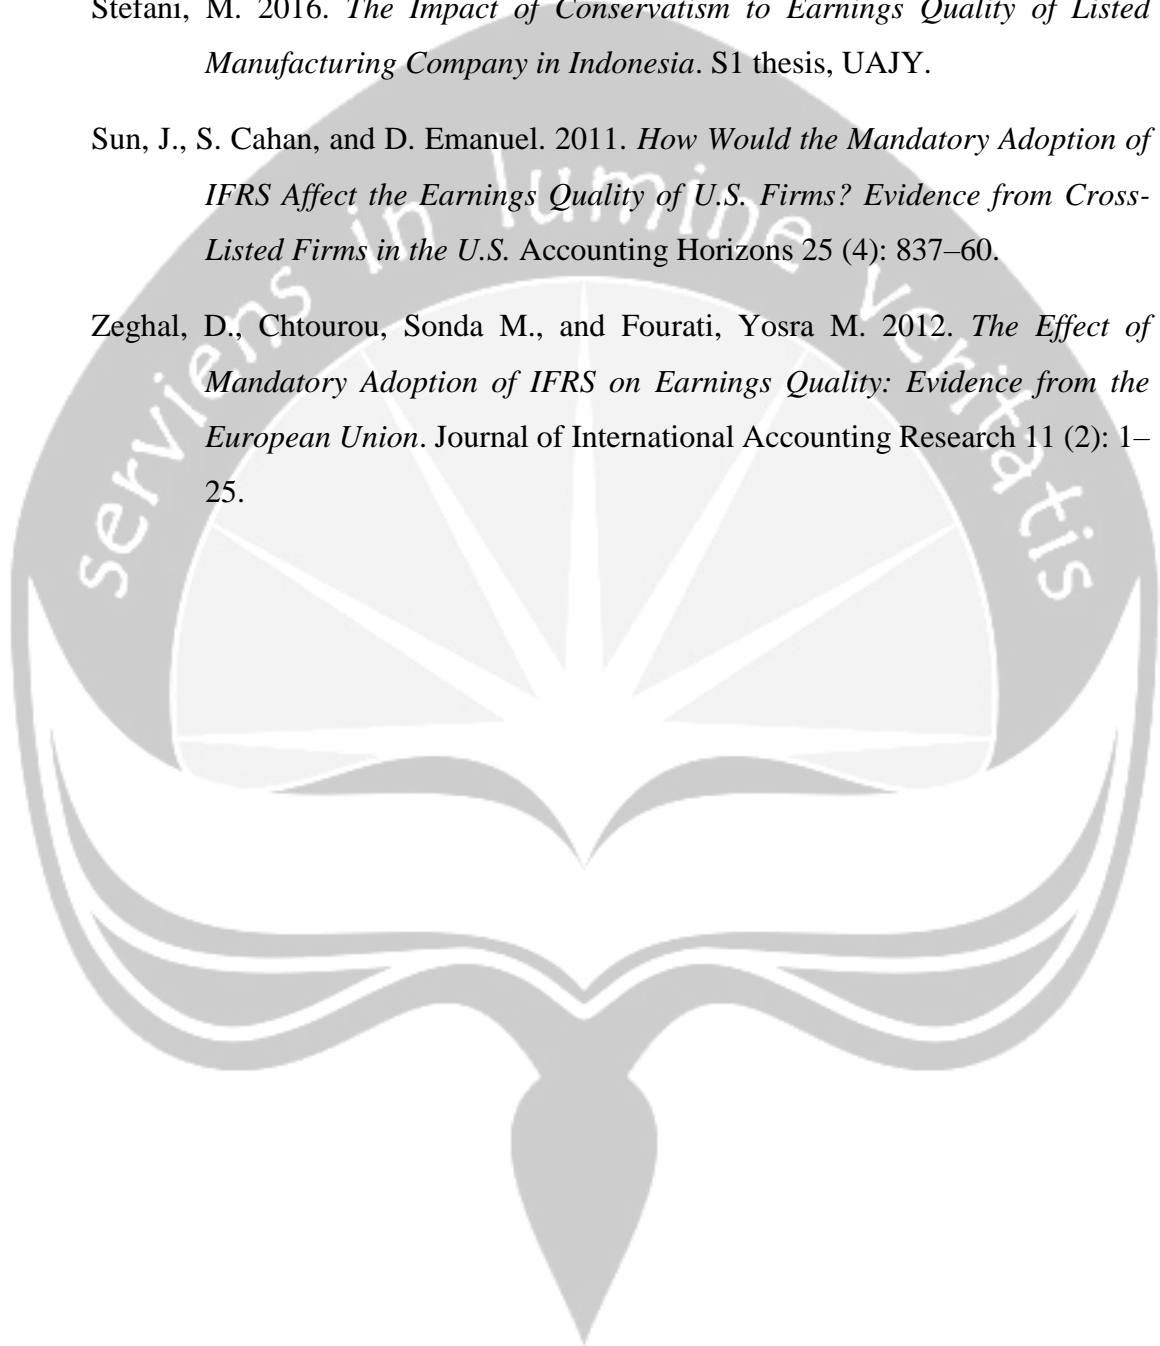 Stefani, M. 2016. The Impact of Conservatism to Earnings Quality of Listed
Manufacturing Company in Indonesia. S1 thesis, UAJY.
Sun, J., S. Cahan, and D. Emanuel. 2011. How Would the Mandatory Adoption of
IFRS Affect the Earnings Quality of U.S. Firms? Evidence from Cross-
Listed Firms in the U.S. Accounting Horizons 25 (4): 837–60.
Zeghal, D., Chtourou, Sonda M., and Fourati, Yosra M. 2012. The Effect of
Mandatory Adoption of IFRS on Earnings Quality: Evidence from the
European Union. Journal of International Accounting Research 11 (2): 1–
25.
serviens in lumine veritatis